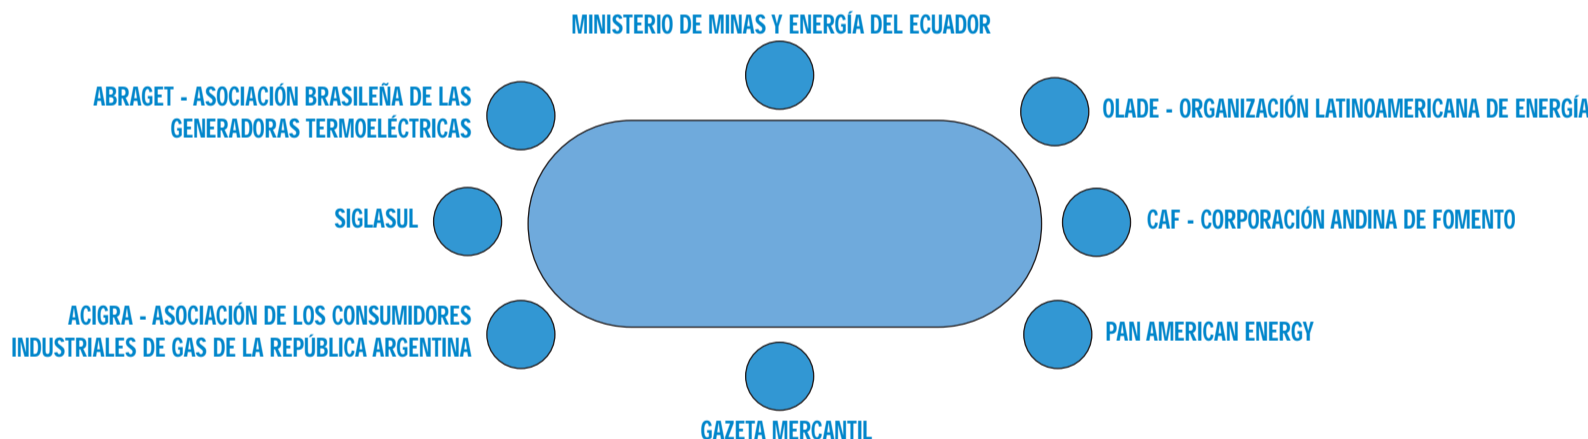 MINISTERIO DE MINAS Y ENERGÍA DEL ECUADOR
ABRAGET - ASOCIACIÓN BRASILEÑA DE LAS
GENERADORAS TERMOELÉCTRICAS
OLADE - ORGANIZACIÓN LATINOAMERICANA DE ENERGÍA
SIGLASUL
CAF - CORPORACIÓN ANDINA DE FOMENTO
ACIGRA - ASOCIACIÓN DE LOS CONSUMIDORES
INDUSTRIALES DE GAS DE LA REPÚBLICA ARGENTINA
PAN AMERICAN ENERGY
GAZETA MERCANTIL